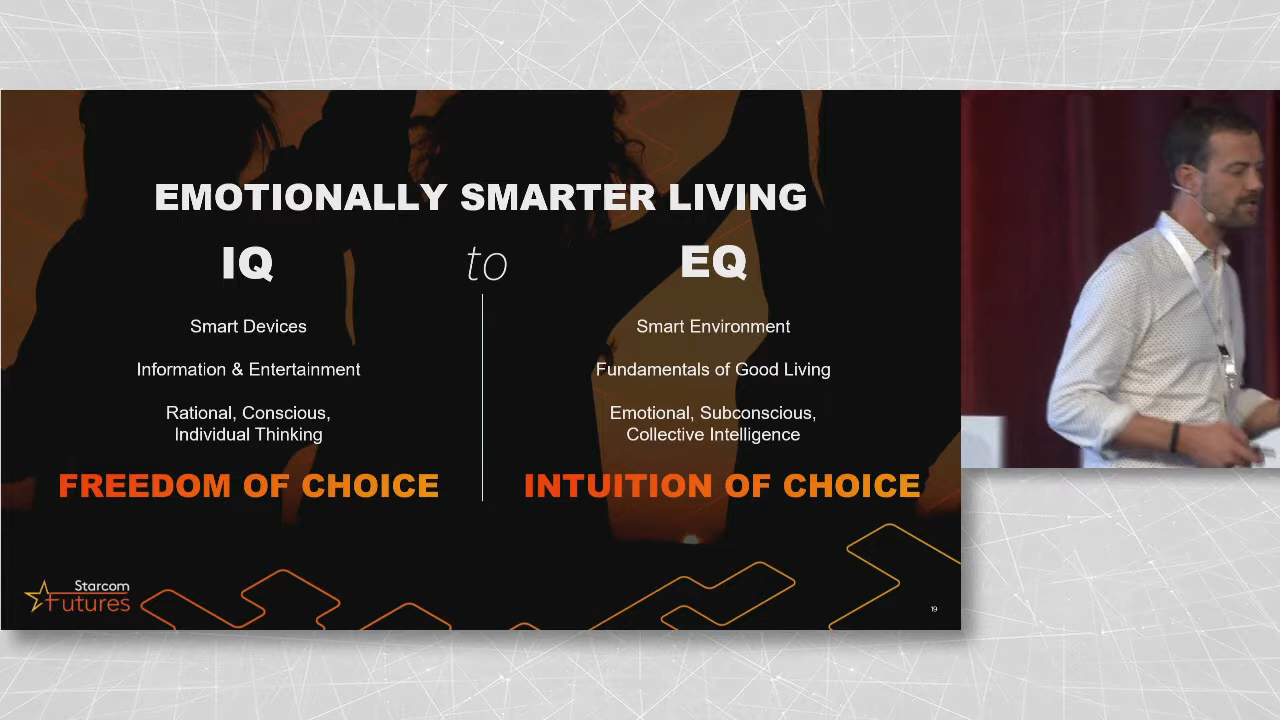 EMOTIONALLY SMARTER LIVING
IQ to EQ
Smart Devices
Information & Entertainment
Rational, Conscious,
Individual Thinking
FREEDOM OF CHOICE
Smart Environment
Fundamentals of Good Living
Emotional, Subconscious,
Collective Intelligence
INTUITION OF CHOICE
Starcom
Futures
19